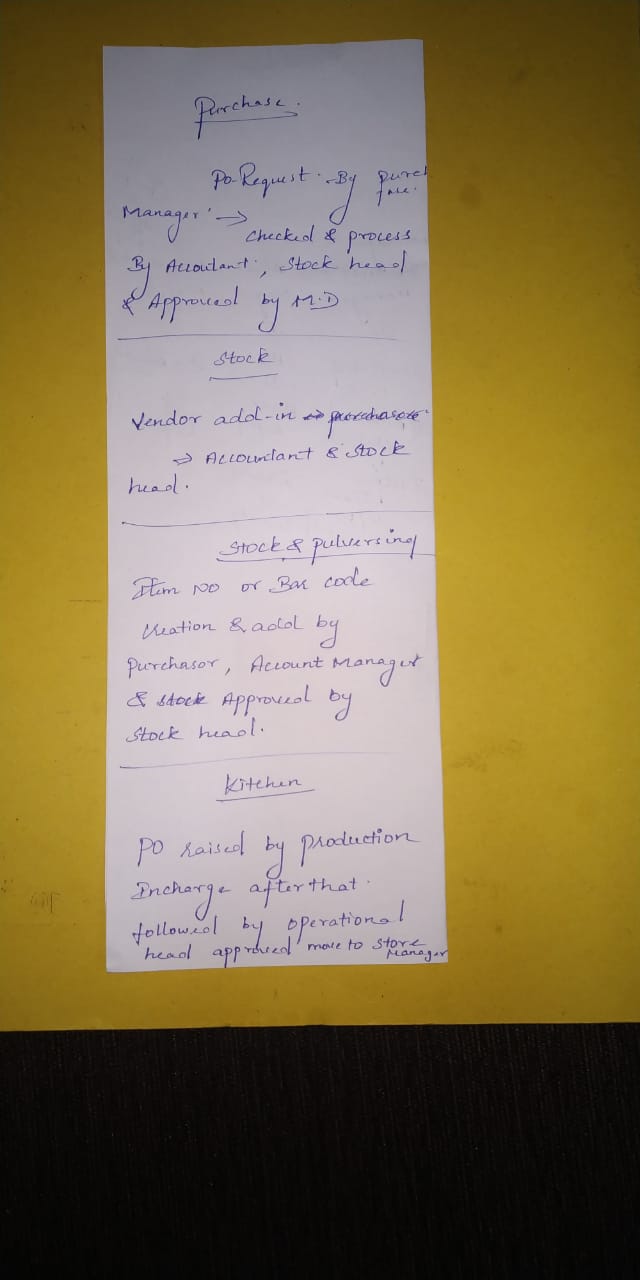 Purchase.
Po-Request. -By purch
ase.
Manager →
Checked & process
By Accoutant, Stock head
& Approved by M.D
Stock
Vendor add-in
⇒ Accountant & Stock
head.
Stock & pulversing
Item No or Bar code
Creation & add by
Purchasor, Account Manager
& stock Approved by
Stock head.
Kitchen
PO raised by production
Incharge after that.
followed by operational
head approved move to store
Manager